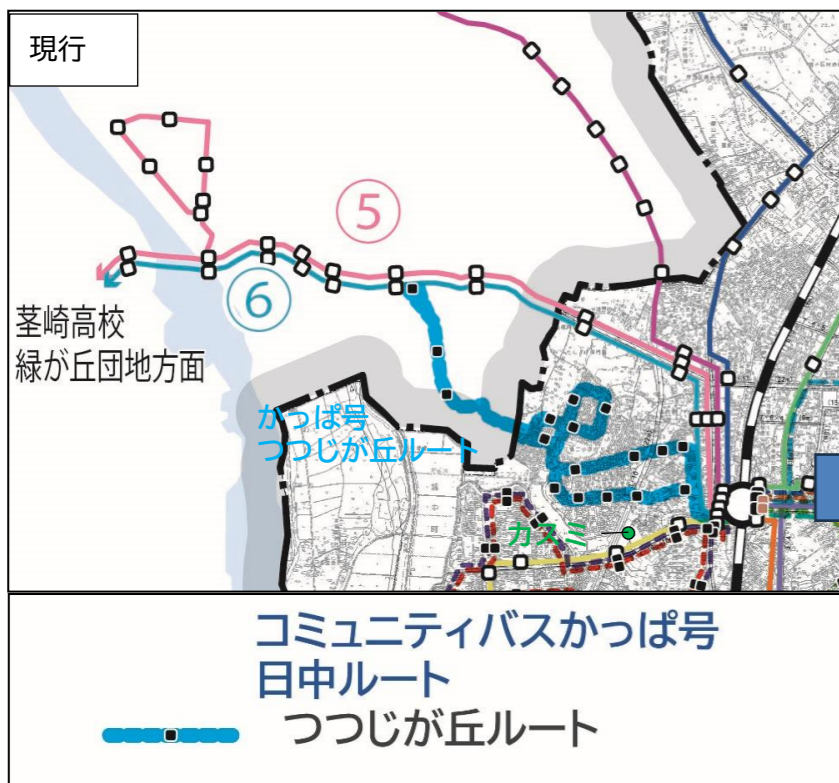 現行
⑤
⑥
茎崎高校
緑が丘団地方面
かっぱ号
つつじが丘ルート
カスミ
コミュニティバスかっぱ号
日中ルート
つつじが丘ルート